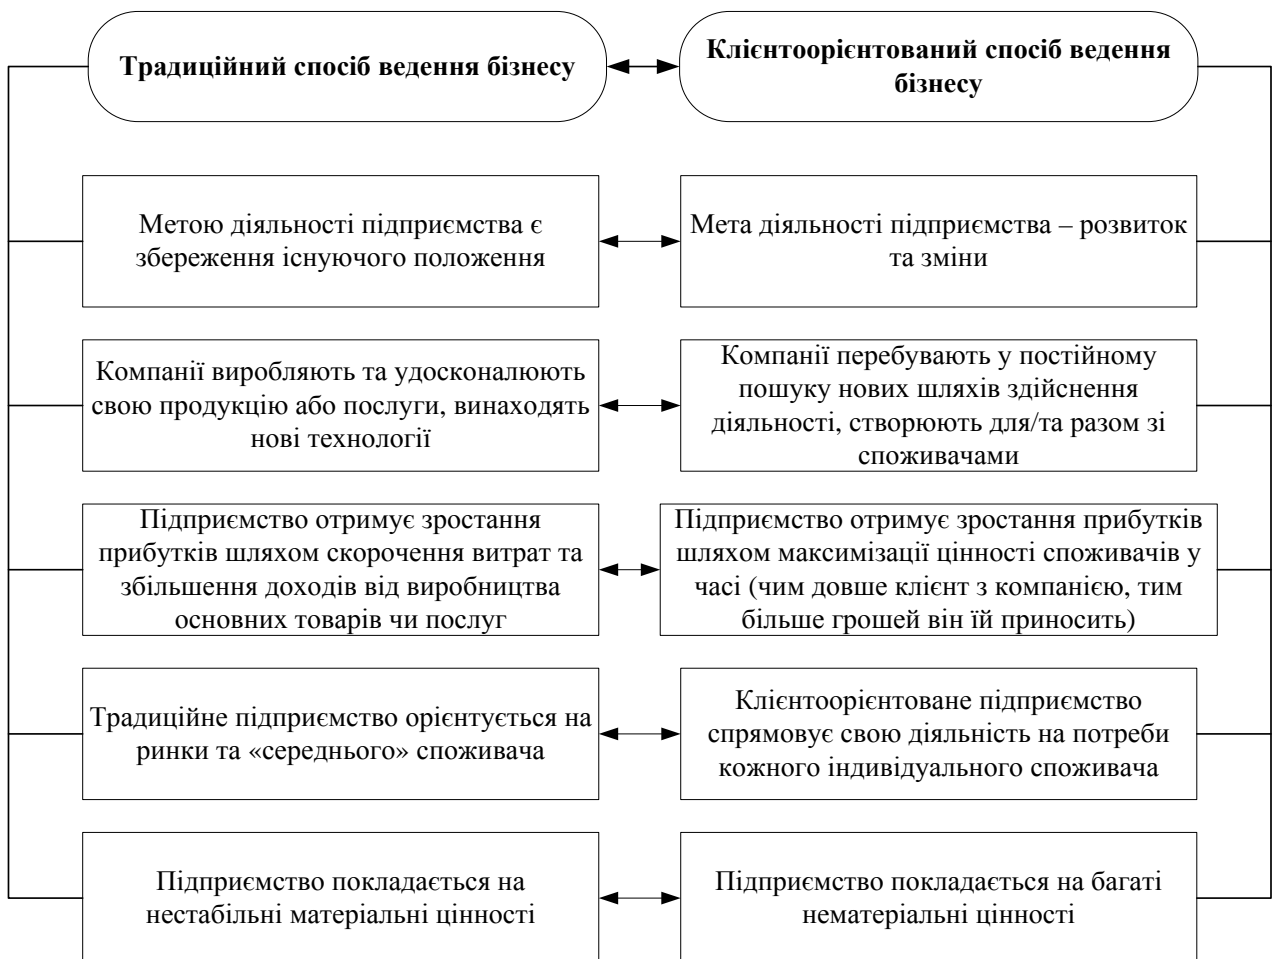 Традиційний спосіб ведення бізнесу
Клієнтоорієнтований спосіб ведення
бізнесу
Метою діяльності підприємства є
збереження існуючого положення
Мета діяльності підприємства – розвиток
та зміни
Компанії виробляють та удосконалюють
свою продукцію або послуги, винаходять
нові технології
Компанії перебувають у постійному
пошуку нових шляхів здійснення
діяльності, створюють для/та разом зі
споживачами
Підприємство отримує зростання
прибутків шляхом скорочення витрат та
збільшення доходів від виробництва
основних товарів чи послуг
Підприємство отримує зростання прибутків
шляхом максимізації цінності споживачів у
часі (чим довше клієнт з компанією, тим
більше грошей він їй приносить)
Традиційне підприємство орієнтується на
ринки та «середнього» споживача
Клієнтоорієнтоване підприємство
спрямовує свою діяльність на потреби
кожного індивідуального споживача
Підприємство покладається на
нестабільні матеріальні цінності
Підприємство покладається на багаті
нематеріальні цінності